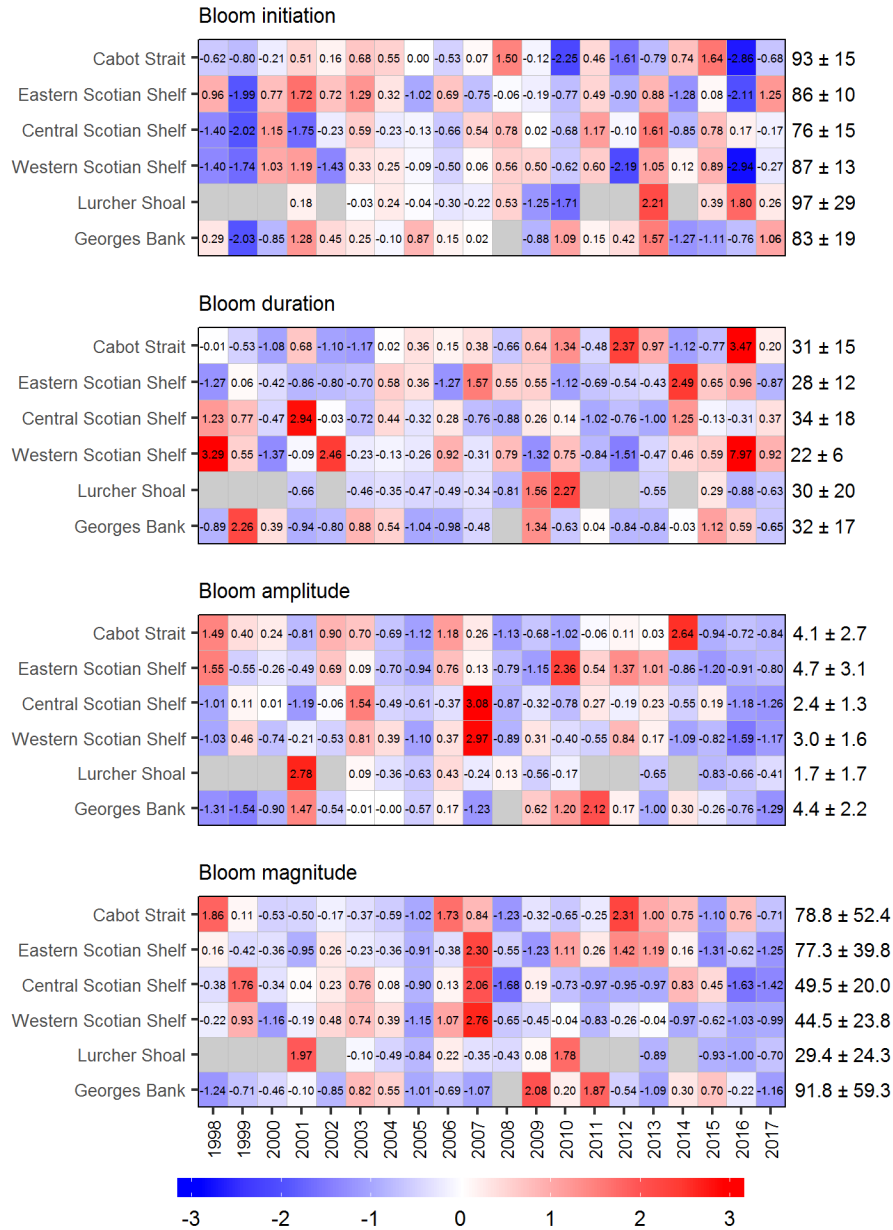 Bloom initiation
Cabot Strait -0.62 -0.80 -0.21 0.51 0.16 0.68 0.55 0.00 -0.53 0.07 1.50 -0.12 -2.25 0.46 -1.61 -0.79 0.74 1.64 -2.86 -0.68 93 ± 15
Eastern Scotian Shelf 0.96 -1.99 0.77 1.72 0.72 1.29 0.32 -1.02 0.69 -0.75 -0.06 -0.19 -0.77 0.49 -0.90 0.88 -1.28 0.08 -2.11 1.25 86 ± 10
Central Scotian Shelf -1.40 -2.02 1.15 -1.75 -0.23 0.59 -0.23 -0.13 -0.66 0.54 0.78 0.02 -0.68 1.17 -0.10 1.61 -0.85 0.78 0.17 -0.17 76 ± 15
Western Scotian Shelf -1.40 -1.74 1.03 1.19 -1.43 0.33 0.25 -0.09 -0.50 0.06 0.56 0.50 -0.62 0.60 -2.19 1.05 0.12 0.89 -2.94 -0.27 87 ± 13
Lurcher Shoal 0.18 -0.03 0.24 -0.04 -0.30 -0.22 0.53 -1.25 -1.71 2.21 0.39 1.80 0.26 97 ± 29
Georges Bank 0.29 -2.03 -0.85 1.28 0.45 0.25 -0.10 0.87 0.15 0.02 -0.88 1.09 0.15 0.42 1.57 -1.27 -1.11 -0.76 1.06 83 ± 19
Bloom duration
Cabot Strait -0.01 -0.53 -1.08 0.68 -1.10 -1.17 0.02 0.36 0.15 0.38 -0.66 0.64 1.34 -0.48 2.37 0.97 -1.12 -0.77 3.47 0.20 31 ± 15
Eastern Scotian Shelf -1.27 0.06 -0.42 -0.86 -0.80 -0.70 0.58 0.36 -1.27 1.57 0.55 0.55 -1.12 -0.69 -0.54 -0.43 2.49 0.65 0.96 -0.87 28 ± 12
Central Scotian Shelf 1.23 0.77 -0.47 2.94 -0.03 -0.72 0.44 -0.32 0.28 -0.76 -0.88 0.26 0.14 -1.02 -0.76 -1.00 1.25 -0.13 -0.31 0.37 34 ± 18
Western Scotian Shelf 3.29 0.55 -1.37 -0.09 2.46 -0.23 -0.13 -0.26 0.92 -0.31 0.79 -1.32 0.75 -0.84 -1.51 -0.47 0.46 0.59 7.97 0.92 22 ± 6
Lurcher Shoal -0.66 -0.46 -0.35 -0.47 -0.49 -0.34 -0.81 1.56 2.27 -0.55 0.29 -0.88 -0.63 30 ± 20
Georges Bank -0.89 2.26 0.39 -0.94 -0.80 0.88 0.54 -1.04 -0.98 -0.48 1.34 -0.63 0.04 -0.84 -0.84 -0.03 1.12 0.59 -0.65 32 ± 17
Bloom amplitude
Cabot Strait 1.49 0.40 0.24 -0.81 0.90 0.70 -0.69 -1.12 1.18 0.26 -1.13 -0.68 -1.02 -0.06 0.11 0.03 2.64 -0.94 -0.72 -0.84 4.1 ± 2.7
Eastern Scotian Shelf 1.55 -0.55 -0.26 -0.49 0.69 0.09 -0.70 -0.94 0.76 0.13 -0.79 -1.15 2.36 0.54 1.37 1.01 -0.86 -1.20 -0.91 -0.80 4.7 ± 3.1
Central Scotian Shelf -1.01 0.11 0.01 -1.19 -0.06 1.54 -0.49 -0.61 -0.37 3.08 -0.87 -0.32 -0.78 0.27 -0.19 0.23 -0.55 0.19 -1.18 -1.26 2.4 ± 1.3
Western Scotian Shelf -1.03 0.46 -0.74 -0.21 -0.53 0.81 0.39 -1.10 0.37 2.97 -0.89 0.31 -0.40 -0.55 0.84 0.17 -1.09 -0.82 -1.59 -1.17 3.0 ± 1.6
Lurcher Shoal 2.78 0.09 -0.36 -0.63 0.43 -0.24 0.13 -0.56 -0.17 -0.65 -0.83 -0.66 -0.41 1.7 ± 1.7
Georges Bank -1.31 -1.54 -0.90 1.47 -0.54 -0.01 -0.00 -0.57 0.17 -1.23 0.62 1.20 2.12 0.17 -1.00 0.30 -0.26 -0.76 -1.29 4.4 ± 2.2
Bloom magnitude
Cabot Strait 1.86 0.11 -0.53 -0.50 -0.17 -0.37 -0.59 -1.02 1.73 0.84 -1.23 -0.32 -0.65 -0.25 2.31 1.00 0.75 -1.10 0.76 -0.71 78.8 ± 52.4
Eastern Scotian Shelf 0.16 -0.42 -0.36 -0.95 0.26 -0.23 -0.36 -0.91 -0.38 2.30 -0.55 -1.23 1.11 0.26 1.42 1.19 0.16 -1.31 -0.62 -1.25 77.3 ± 39.8
Central Scotian Shelf -0.38 1.76 -0.34 0.04 0.23 0.76 0.08 -0.90 0.13 2.06 -1.68 0.19 -0.73 -0.97 -0.95 -0.97 0.83 0.45 -1.63 -1.42 49.5 ± 20.0
Western Scotian Shelf -0.22 0.93 -1.16 -0.19 0.48 0.74 0.39 -1.15 1.07 2.76 -0.65 -0.45 -0.04 -0.83 -0.26 -0.04 -0.97 -0.62 -1.03 -0.99 44.5 ± 23.8
Lurcher Shoal 1.97 -0.10 -0.49 -0.84 0.22 -0.35 -0.43 0.08 1.78 -0.89 -0.93 -1.00 -0.70 29.4 ± 24.3
Georges Bank -1.24 -0.71 -0.46 -0.10 -0.85 0.82 0.55 -1.01 -0.69 -1.07 2.08 0.20 1.87 -0.54 -1.09 0.30 0.70 -0.22 -1.16 91.8 ± 59.3
1998 1999 2000 2001 2002 2003 2004 2005 2006 2007 2008 2009 2010 2011 2012 2013 2014 2015 2016 2017
-3 -2 -1 0 1 2 3